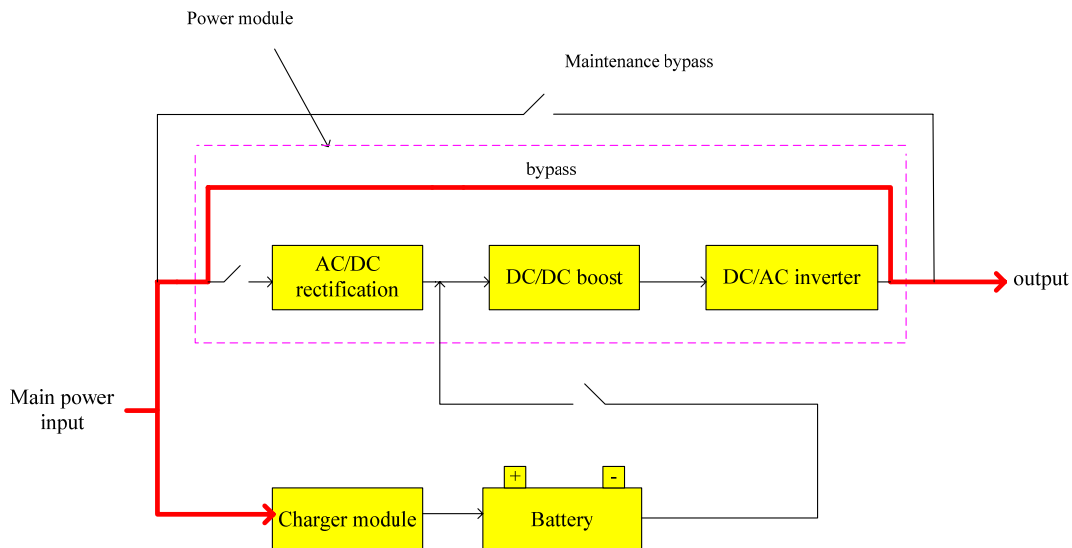 Power module
Maintenance bypass
bypass
AC/DC
rectification
DC/DC boost
DC/AC inverter
output
Main power
input
+
-
Charger module
Battery